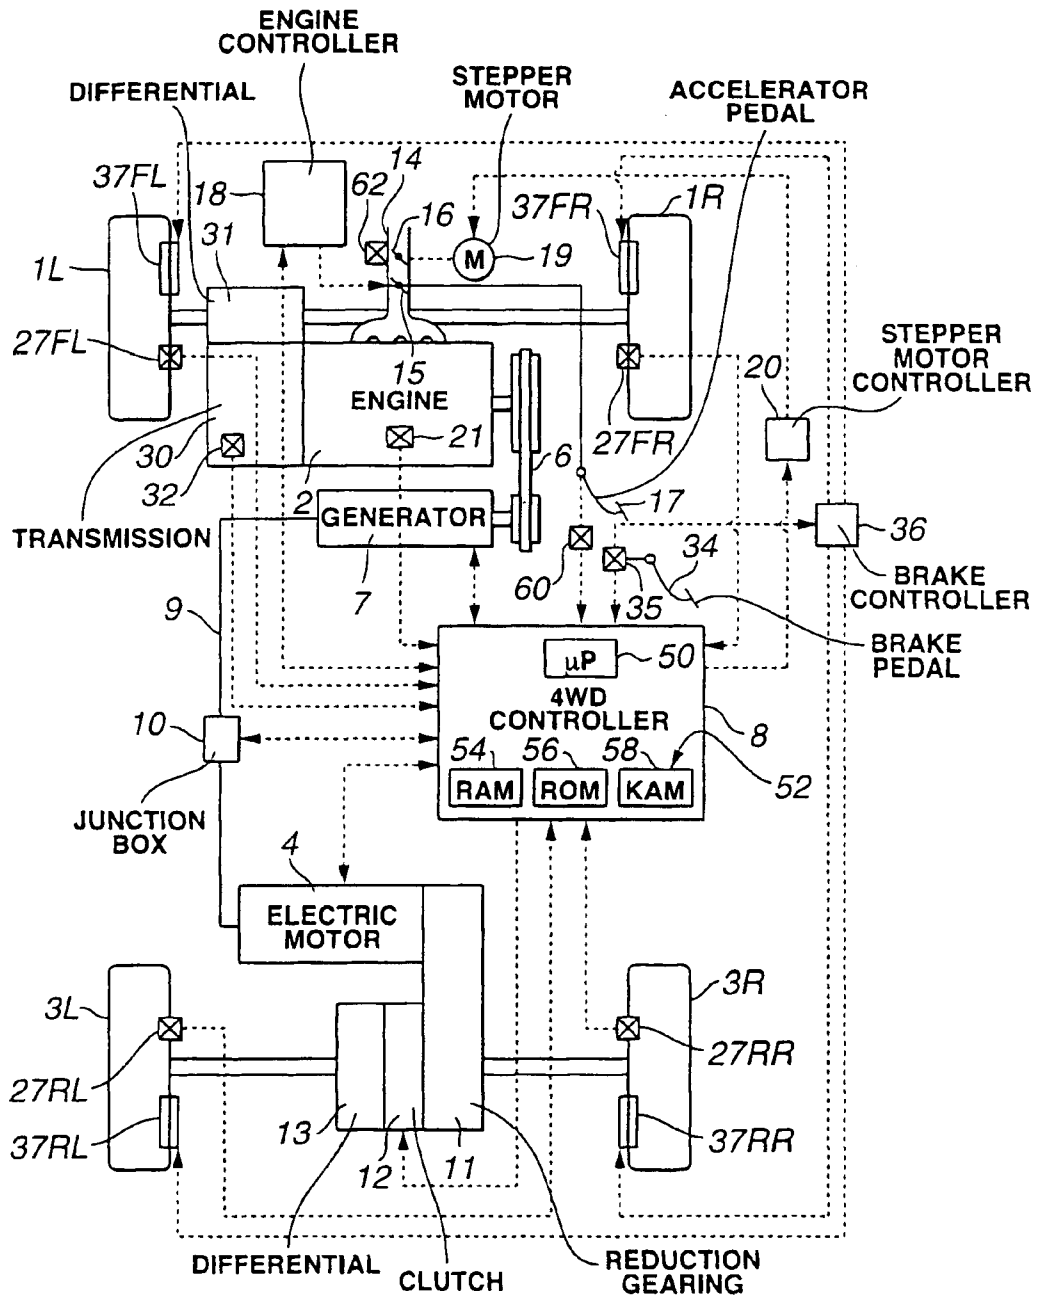 ENGINE
CONTROLLER
STEPPER
MOTOR
DIFFERENTIAL
ACCELERATOR
PEDAL
14
37FL
18
62
16
37FR
1R
31
M
19
1L
27FL
15
ENGINE
20
STEPPER
MOTOR
CONTROLLER
30
21
27FR
32
2
6
17
TRANSMISSION
GENERATOR
36
7
60
34
35
BRAKE
CONTROLLER
9
BRAKE
PEDAL
μP
50
4WD
CONTROLLER
10
8
54
56
58
RAM
ROM
KAM
52
JUNCTION
BOX
4
ELECTRIC
MOTOR
3L
3R
27RL
27RR
13
12
11
37RL
37RR
DIFFERENTIAL
CLUTCH
REDUCTION
GEARING